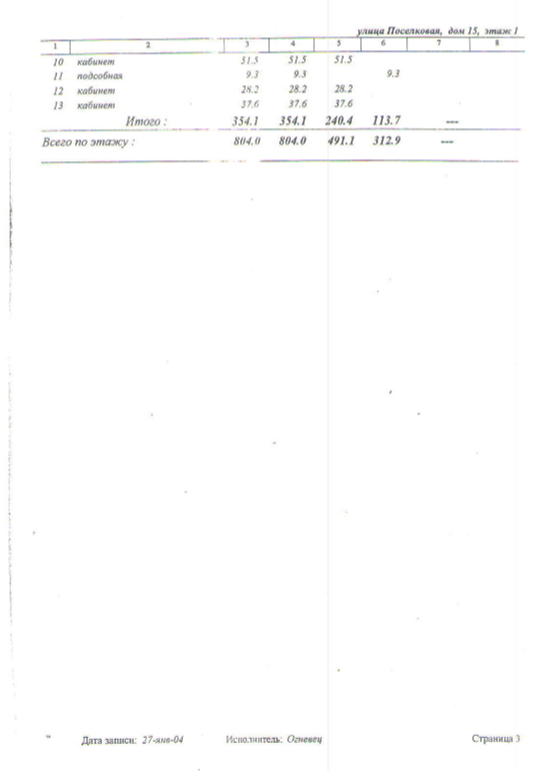 улица Поселковая, дом 15, этаж 1
1 2 3 4 5 6 7 8
10 кабинет 51.5 51.5 51.5
11 подсобная 9.3 9.3 9.3
12 кабинет 28.2 28.2 28.2
13 кабинет 37.6 37.6 37.6
Итого : 354.1 354.1 240.4 113.7 ---
Всего по этажу : 804.0 804.0 491.1 312.9 ---
Дата записи: 27-янв-04 Исполнитель: Огневец Страница 3